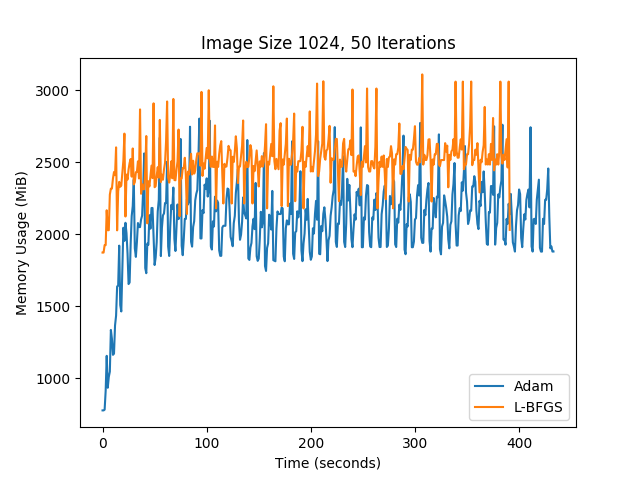 Image Size 1024, 50 Iterations
3000
2500
2000
1500
1000
Memory Usage (MiB)
0
100
200
300
400
Time (seconds)
Adam
L-BFGS